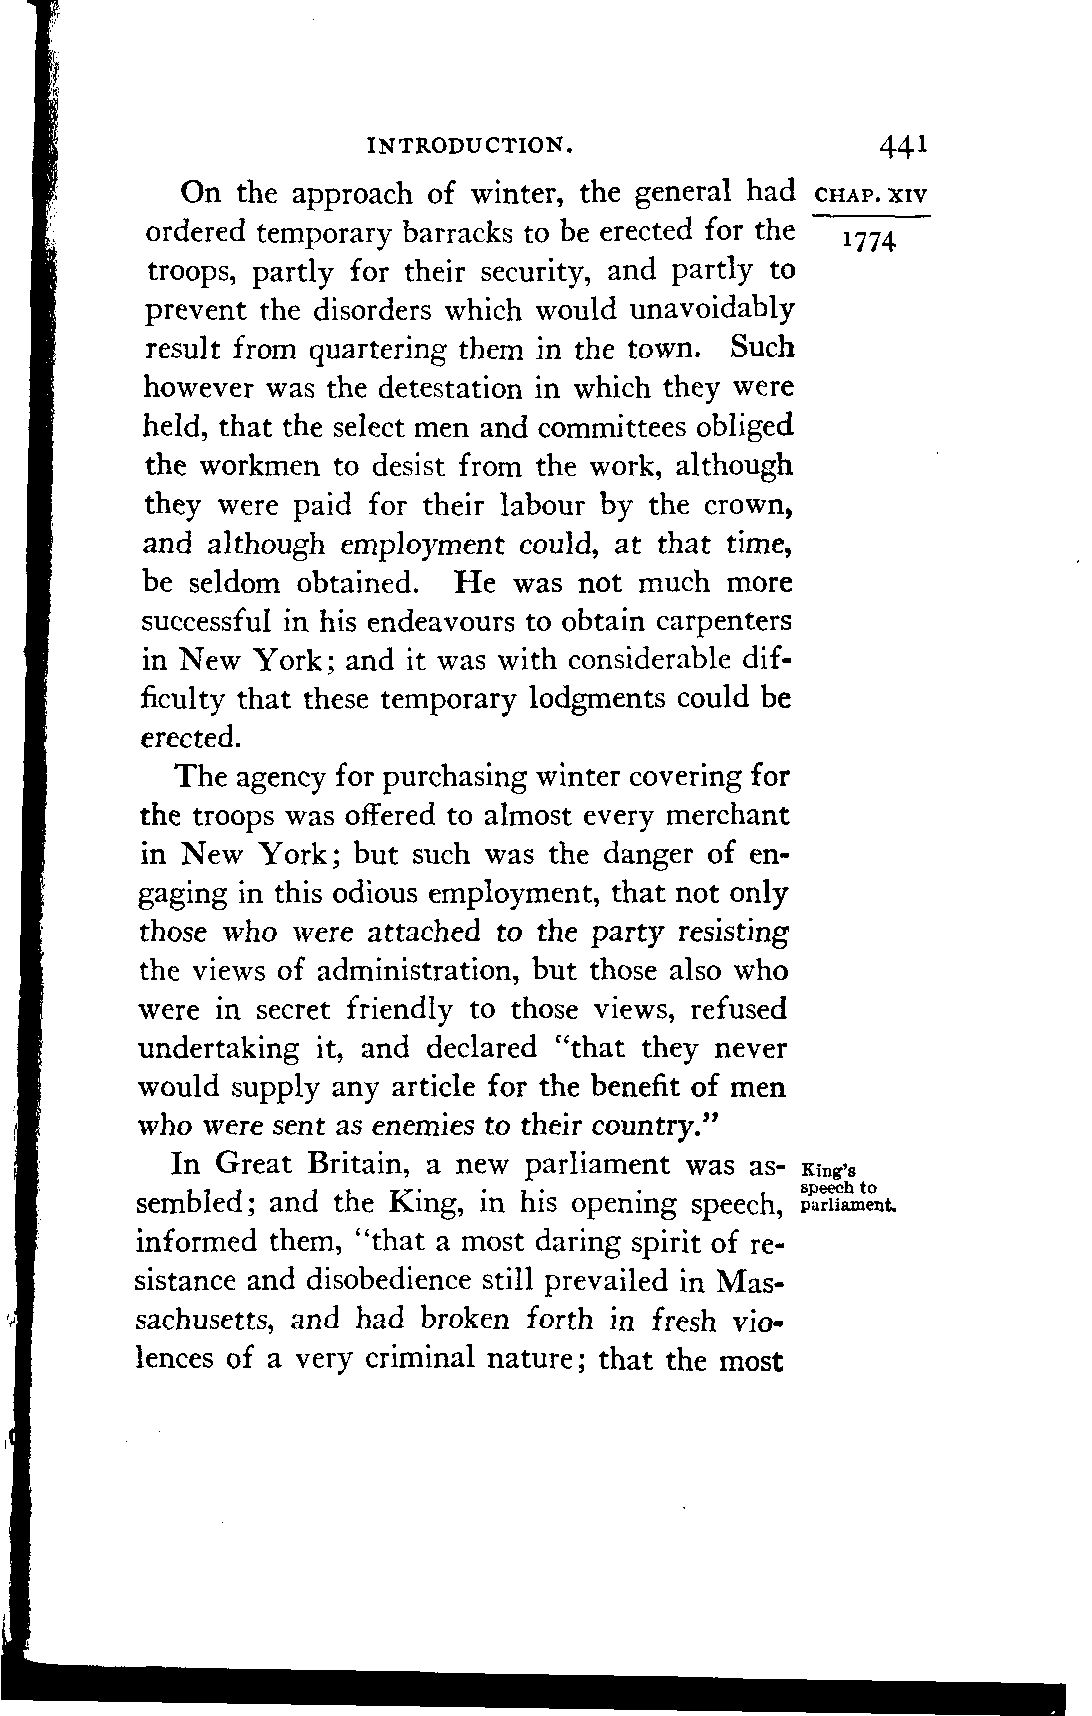 INTRODUCTION. 441
On the approach of winter, the general had CHAP. XIV
ordered temporary barracks to be erected for the 1774
troops, partly for their security, and partly to
prevent the disorders which would unavoidably
result from quartering them in the town. Such
however was the detestation in which they were
held, that the select men and committees obliged
the workmen to desist from the work, although
they were paid for their labour by the crown,
and although employment could, at that time,
be seldom obtained. He was not much more
successful in his endeavours to obtain carpenters
in New York; and it was with considerable dif-
ficulty that these temporary lodgments could be
erected.
The agency for purchasing winter covering for
the troops was offered to almost every merchant
in New York; but such was the danger of en-
gaging in this odious employment, that not only
those who were attached to the party resisting
the views of administration, but those also who
were in secret friendly to those views, refused
undertaking it, and declared "that they never
would supply any article for the benefit of men
who were sent as enemies to their country."
In Great Britain, a new parliament was as-
sembled; and the King, in his opening speech,
King's
speech to
parliament.
informed them, "that a most daring spirit of re-
sistance and disobedience still prevailed in Mas-
sachusetts, and had broken forth in fresh vio-
lences of a very criminal nature; that the most